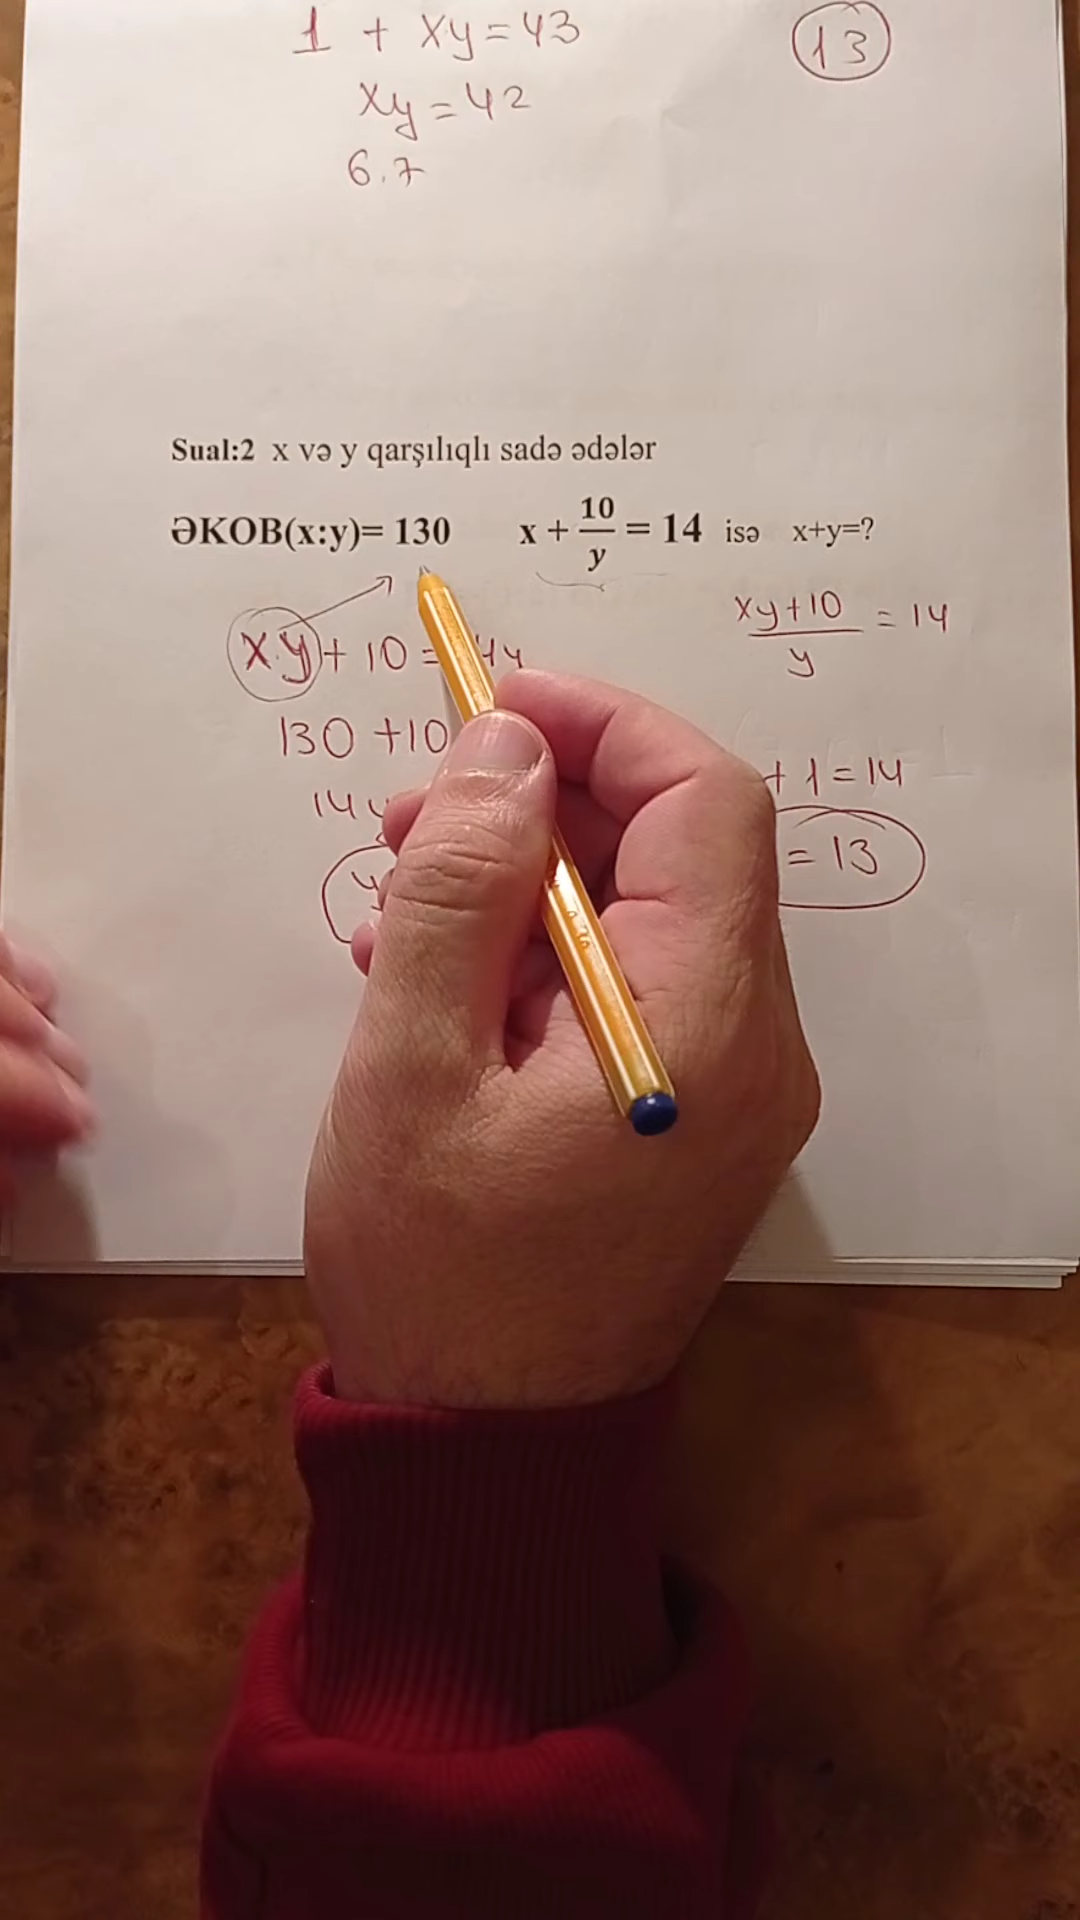 1 + xy = 43
13
xy = 42
6.7
Sual:2 x və y qarşılıqlı sadə ədələr
ƏKOB(x:y)= 130 x + 10/y = 14 isə x+y=?
xy+10/y = 14
x.y + 10 =
130 +10
+ 1 = 14
14y
= 13
y